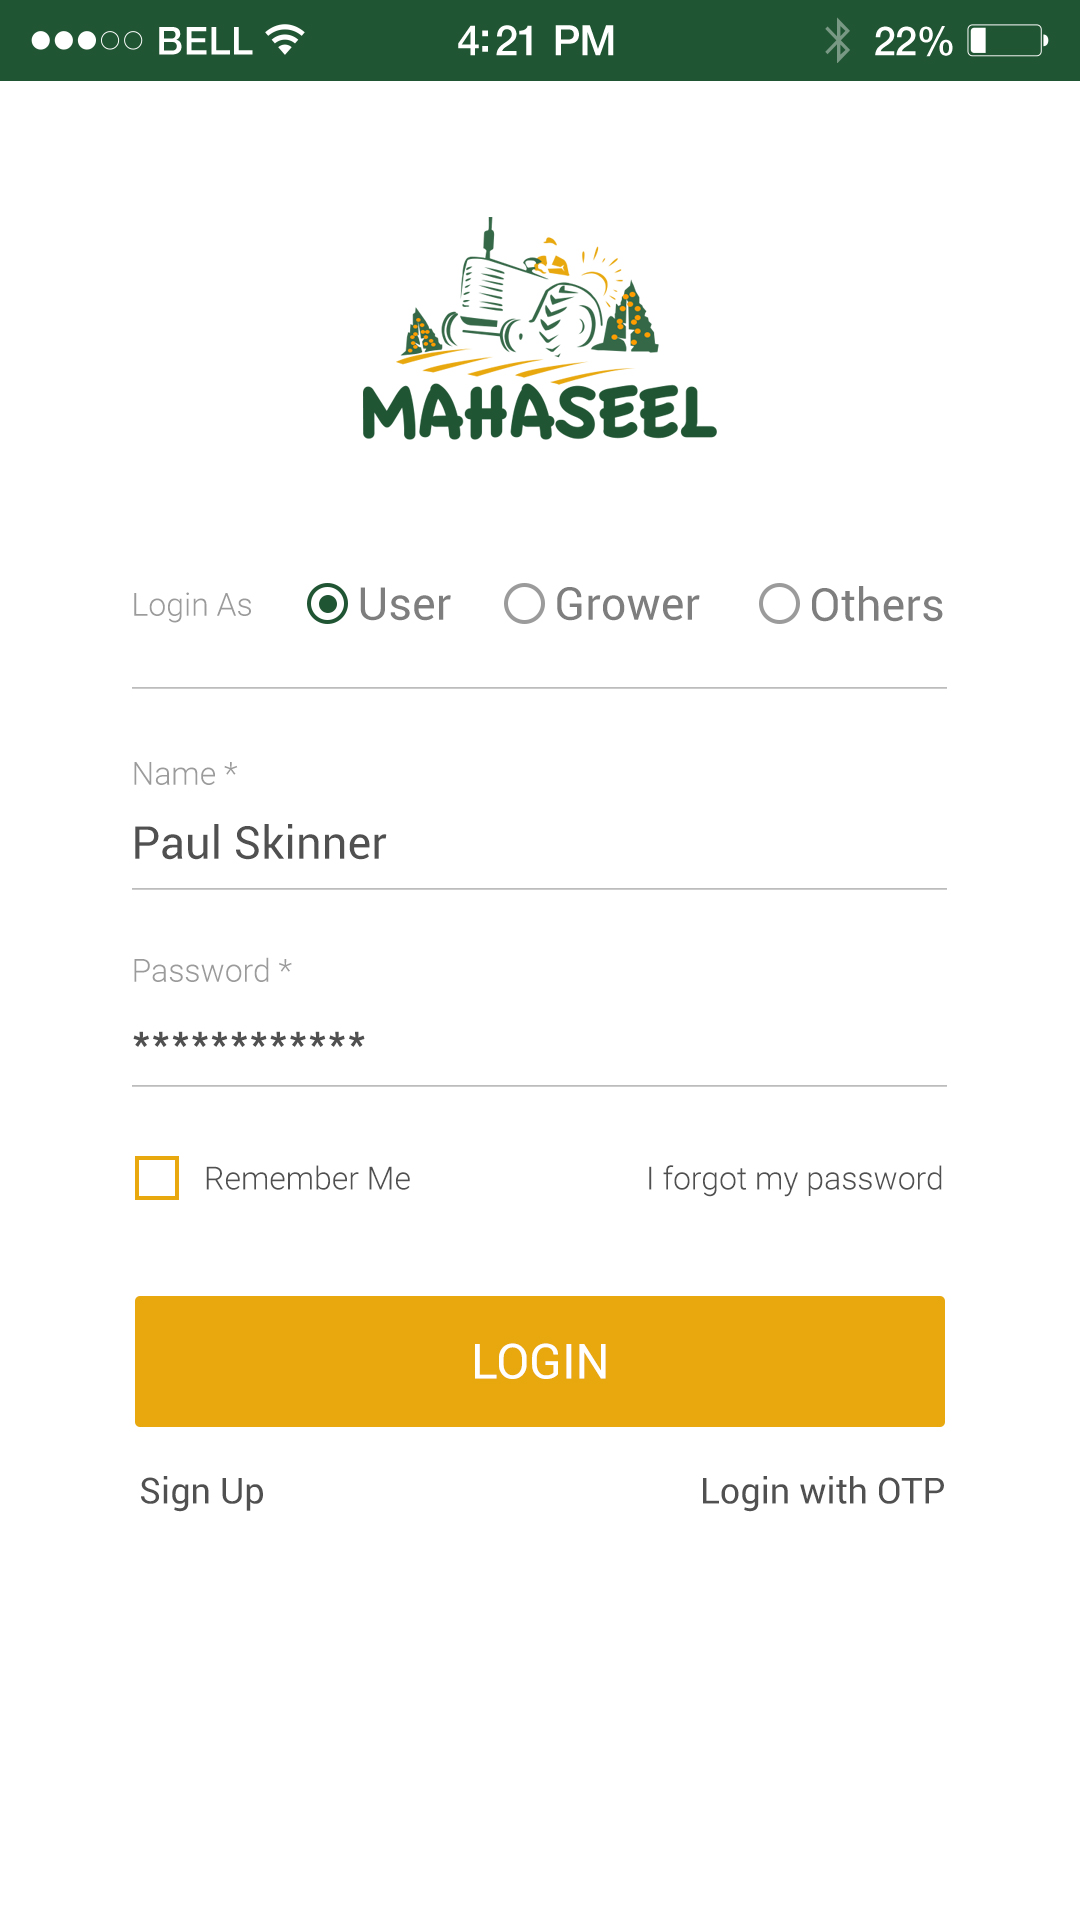 BELL 4:21 PM 22%
MAHASEEL
Login As User Grower Others
Name *
Paul Skinner
Password *
************
Remember Me I forgot my password
LOGIN
Sign Up Login with OTP